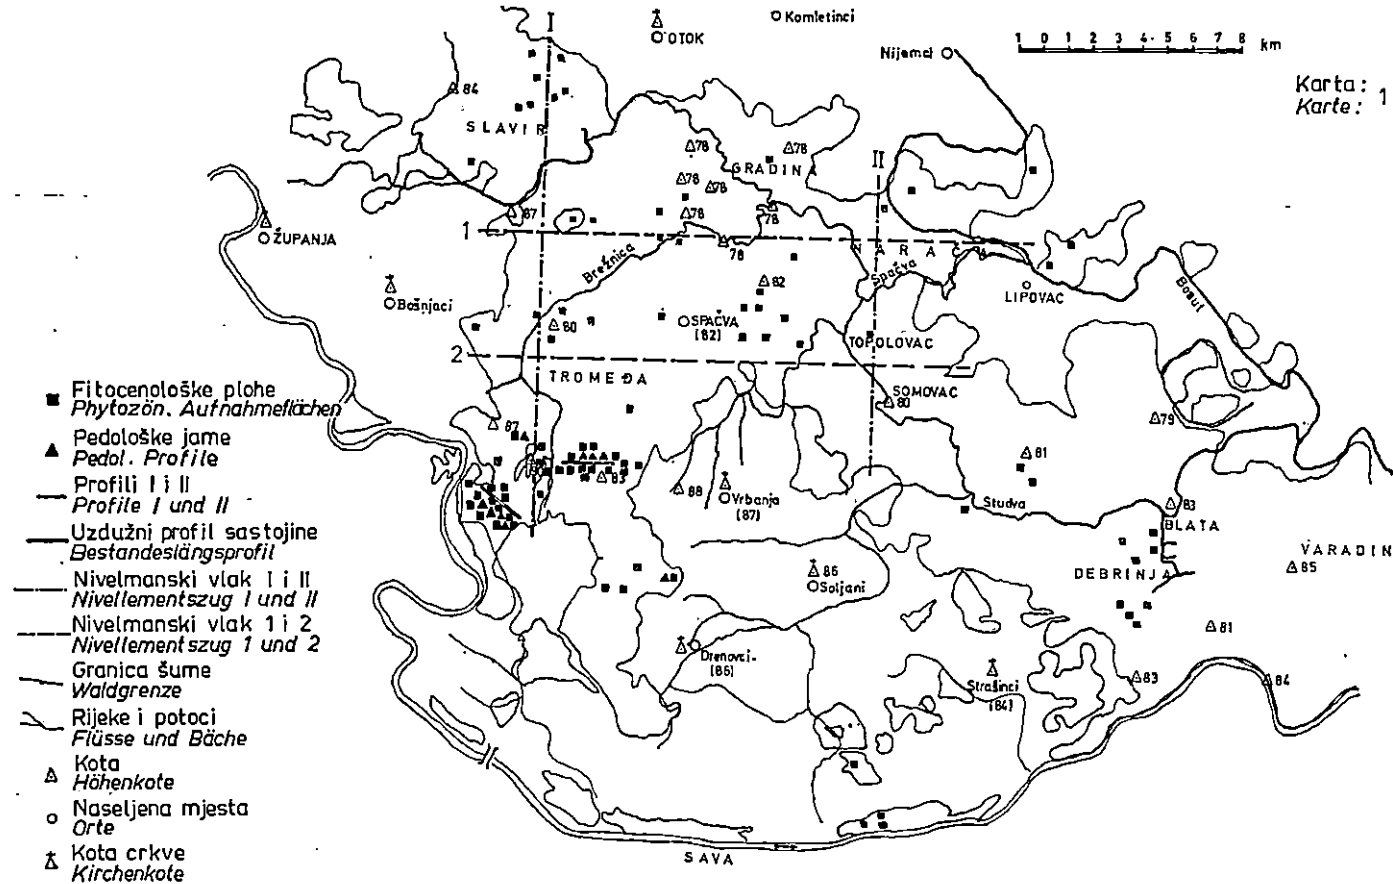 I
OTOK
Komletinci
Nijemci
1 0 1 2 3 4 5 6 7 8 km
Karta: 1
Karte:
84
SLAVIR
78
78
GRADINA
II
78
78
87
78
78
ŽUPANJA
1
78
NARAČA
Brežnica
Spačva
82
Bosut
Bošnjaci
LIPOVAC
80
SPAČVA
(82)
TOPOLOVAC
2
TROMEĐA
SOMOVAC
80
79
87
81
83
88
Vrbanja
(87)
Studva
83
BLATA
VARADIN
85
86
Soljani
DEBRINJA
81
Drenovci
(86)
Strašinci
(84)
83
84
SAVA
Fitocenološke plohe
Phytozön. Aufnahmeflächen
Pedološke jame
Pedol. Profile
Profili I i II
Profile I und II
Uzdužni profil sastojine
Bestandeslängsprofil
Nivelmanski vlak I i II
Nivellementszug I und II
Nivelmanski vlak 1 i 2
Nivellementszug 1 und 2
Granica šume
Waldgrenze
Rijeke i potoci
Flüsse und Bäche
Kota
Höhenkote
Naseljena mjesta
Orte
Kota crkve
Kirchenkote